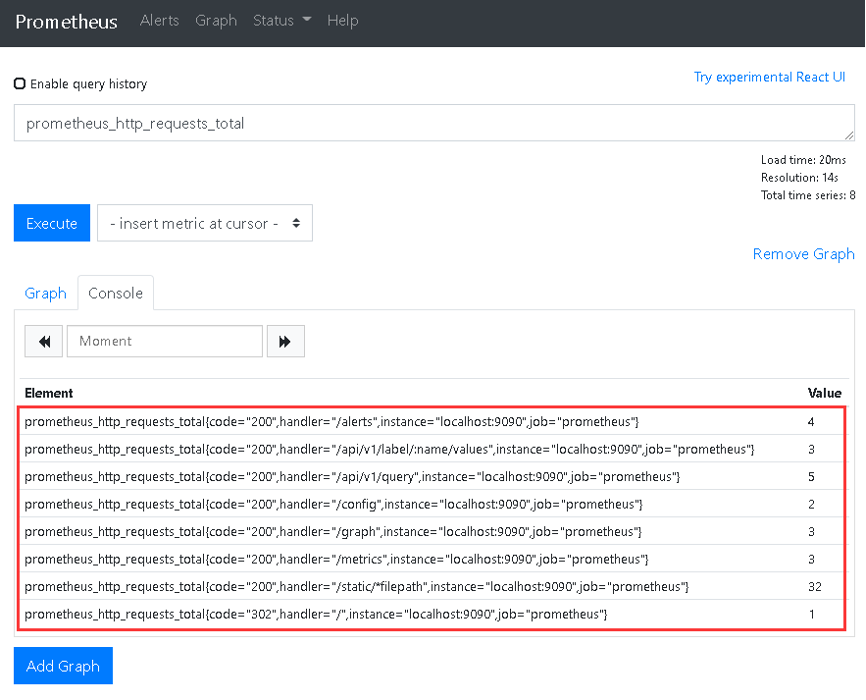 Prometheus Alerts Graph Status Help
Enable query history
Try experimental React UI
prometheus_http_requests_total
Load time: 20ms
Resolution: 14s
Total time series: 8
Execute
- insert metric at cursor -
Remove Graph
Graph Console
Moment
Element Value
prometheus_http_requests_total{code="200",handler="/alerts",instance="localhost:9090",job="prometheus"} 4
prometheus_http_requests_total{code="200",handler="/api/v1/label/:name/values",instance="localhost:9090",job="prometheus"} 3
prometheus_http_requests_total{code="200",handler="/api/v1/query",instance="localhost:9090",job="prometheus"} 5
prometheus_http_requests_total{code="200",handler="/config",instance="localhost:9090",job="prometheus"} 2
prometheus_http_requests_total{code="200",handler="/graph",instance="localhost:9090",job="prometheus"} 3
prometheus_http_requests_total{code="200",handler="/metrics",instance="localhost:9090",job="prometheus"} 3
prometheus_http_requests_total{code="200",handler="/static/*filepath",instance="localhost:9090",job="prometheus"} 32
prometheus_http_requests_total{code="302",handler="/",instance="localhost:9090",job="prometheus"} 1
Add Graph